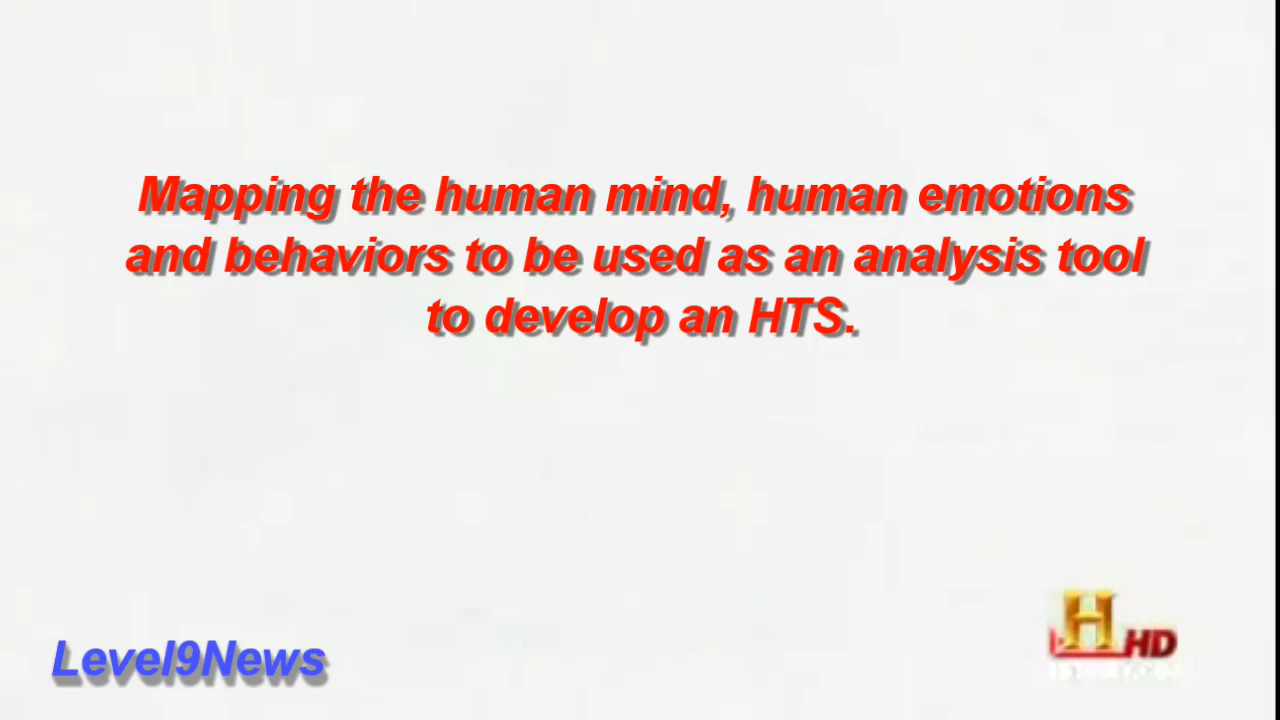 Mapping the human mind, human emotions
and behaviors to be used as an analysis tool
to develop an HTS.
Level9News
H HD